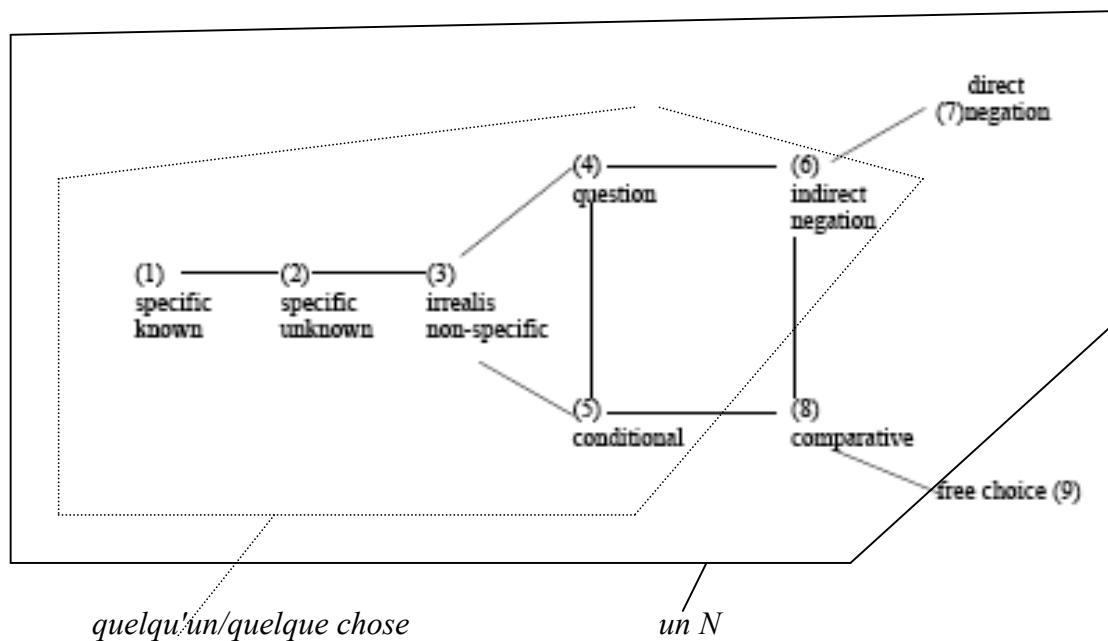 direct
(7)negation
(4)
question
(6)
indirect
negation
(1)
specific
known
(2)
specific
unknown
(3)
irrealis
non-specific
(5)
conditional
(8)
comparative
free choice (9)
quelqu'un/quelque chose
un N